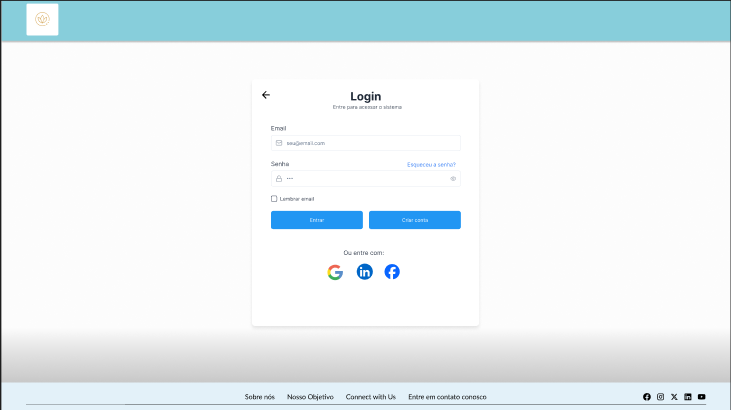 Login
Entre para acessar o sistema
Email
seu@email.com
Senha
Esqueceu a senha?
Lembrar email
Entrar
Criar conta
Ou entre com:
Sobre nós
Nosso Objetivo
Connect with Us
Entre em contato conosco